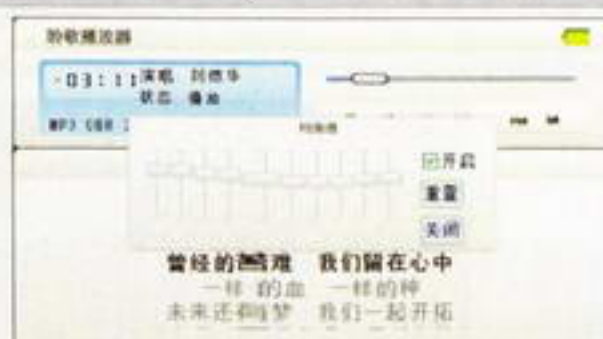 聆歌播放器
-03:11 演唱 刘德华
状态 播放
MP3
均衡器
开启
重置
关闭
曾经的苦难 我们留在心中
一样的血 一样的种
未来还有梦 我们一起开拓